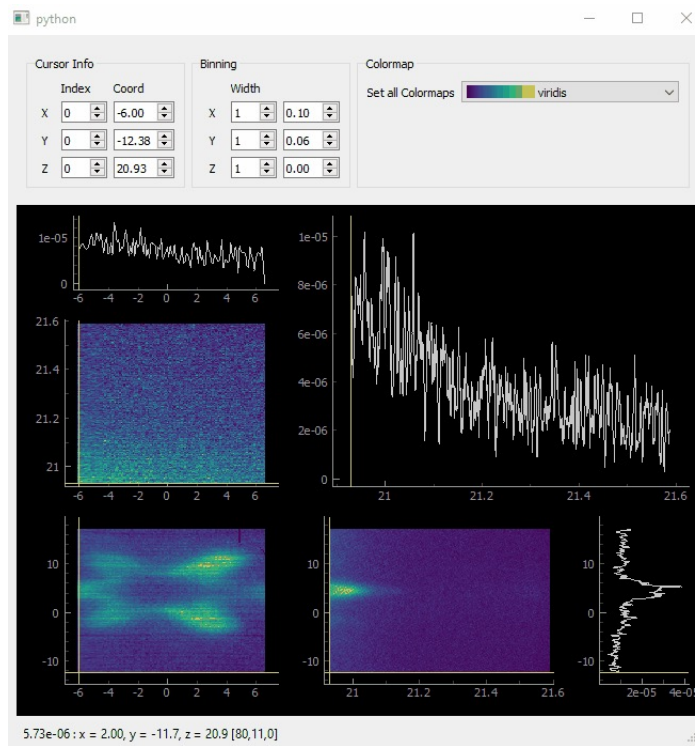 python
Cursor Info
Binning
Colormap
Index Coord
Width
Set all Colormaps viridis
X 0 -6.00 X 1 0.10
Y 0 -12.38 Y 1 0.06
Z 0 20.93 Z 1 0.00
1e-05
0
-6 -4 -2 0 2 4 6
1e-05
8e-06
6e-06
4e-06
2e-06
0
21 21.2 21.4 21.6
21.6
21.4
21.2
21
-6 -4 -2 0 2 4 6
10
0
-10
-6 -4 -2 0 2 4 6
10
0
-10
21 21.2 21.4 21.6
10
0
-10
2e-05 4e-05
5.73e-06 : x = 2.00, y = -11.7, z = 20.9 [80,11,0]